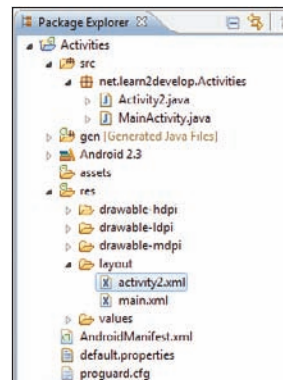 Package Explorer
Activities
src
net.learn2develop.Activities
Activity2.java
MainActivity.java
gen [Generated Java Files]
Android 2.3
assets
res
drawable-hdpi
drawable-ldpi
drawable-mdpi
layout
activity2.xml
main.xml
values
AndroidManifest.xml
default.properties
proguard.cfg